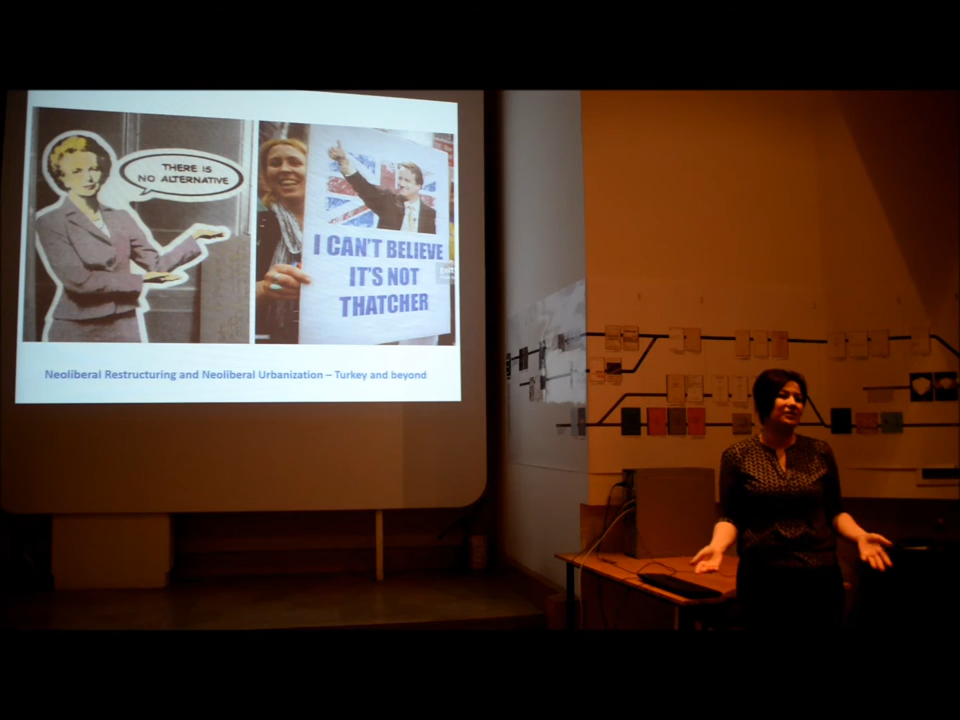 THERE IS
NO ALTERNATIVE
I CAN'T BELIEVE
IT'S NOT
THATCHER
Neoliberal Restructuring and Neoliberal Urbanization – Turkey and beyond